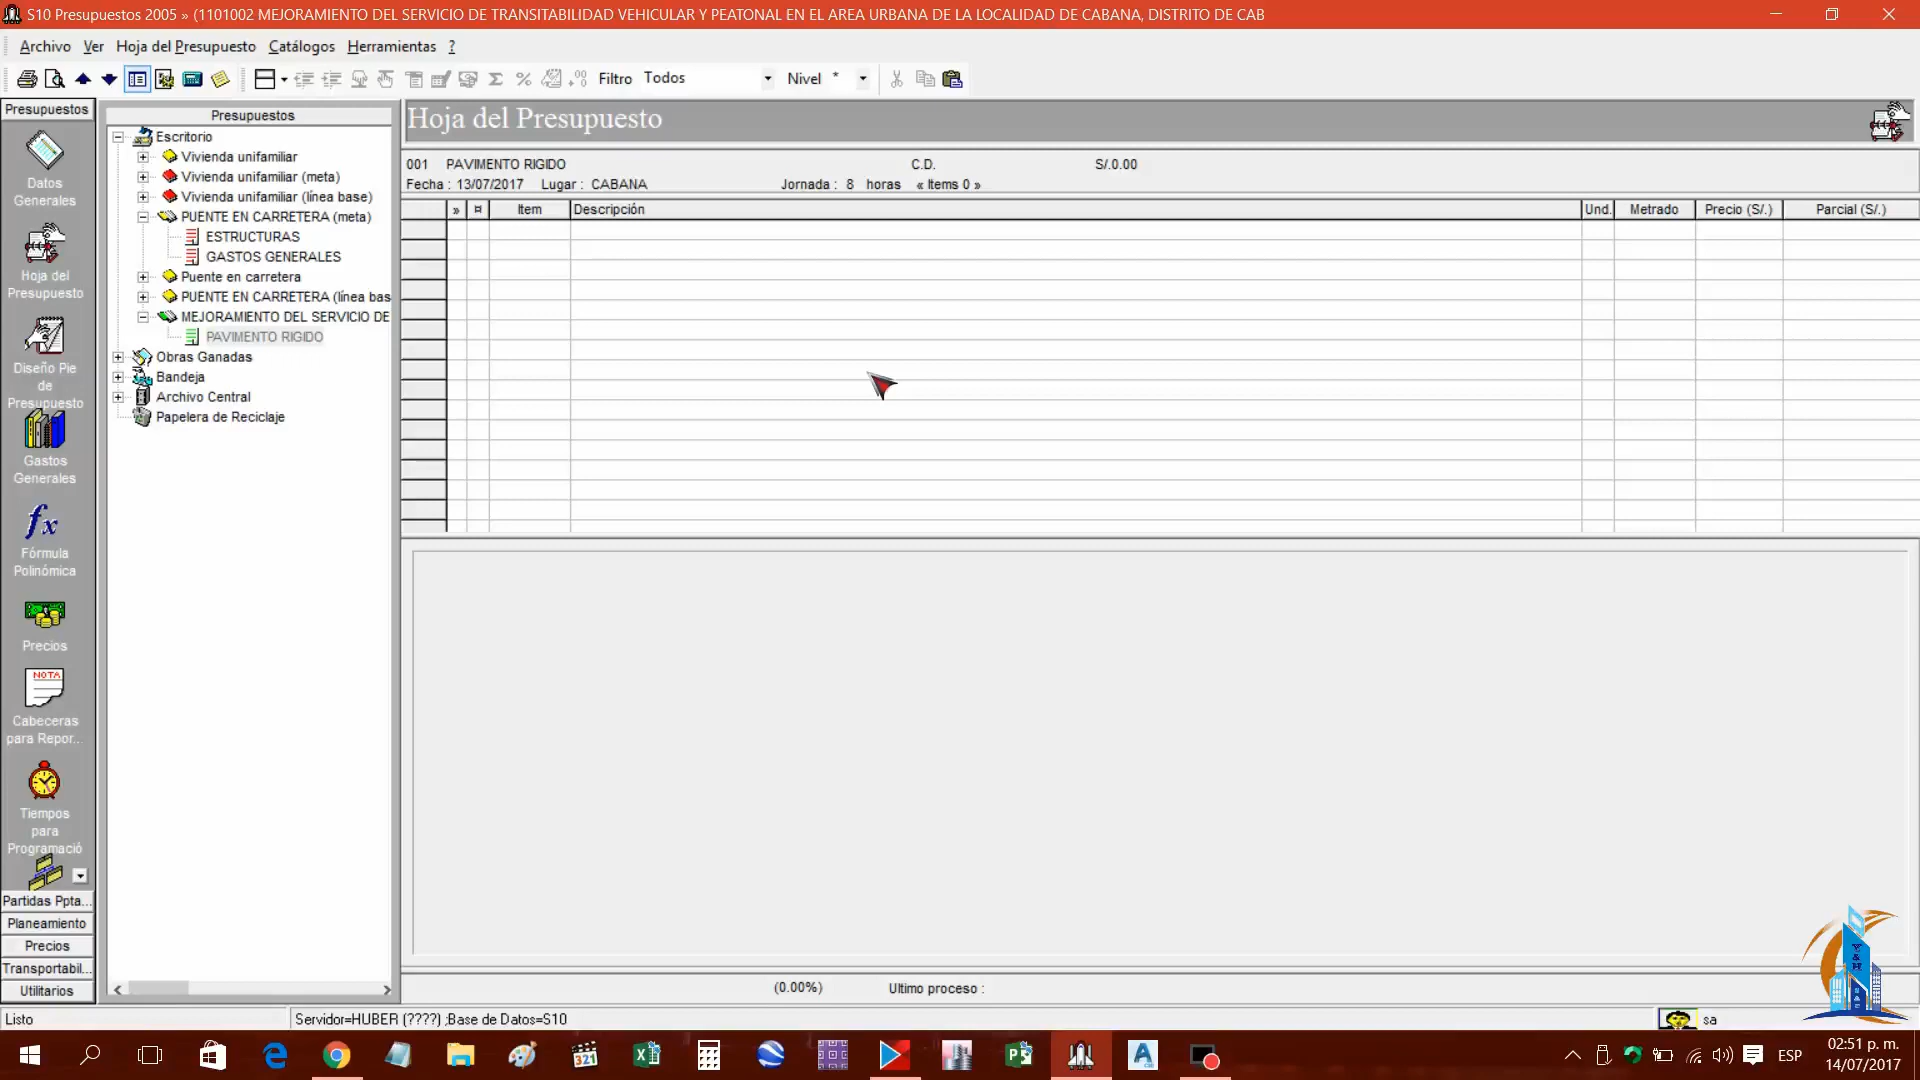 S10 Presupuestos 2005 » (1101002 MEJORAMIENTO DEL SERVICIO DE TRANSITABILIDAD VEHICULAR Y PEATONAL EN EL AREA URBANA DE LA LOCALIDAD DE CABANA, DISTRITO DE CAB
Archivo Ver Hoja del Presupuesto Catálogos Herramientas ?
Filtro Todos Nivel *
Presupuestos
Datos Generales
Hoja del Presupuesto
Diseño Pie de Presupuesto
Gastos Generales
fx
Fórmula Polinómica
Precios
NOTA
Cabeceras para Repor...
Tiempos para Programació
Partidas Ppta...
Planeamiento
Precios
Transportabil...
Utilitarios
Presupuestos
Escritorio
Vivienda unifamiliar
Vivienda unifamiliar (meta)
Vivienda unifamiliar (línea base)
PUENTE EN CARRETERA (meta)
ESTRUCTURAS
GASTOS GENERALES
Puente en carretera
PUENTE EN CARRETERA (línea bas
MEJORAMIENTO DEL SERVICIO DE
PAVIMENTO RIGIDO
Obras Ganadas
Bandeja
Archivo Central
Papelera de Reciclaje
Hoja del Presupuesto
001 PAVIMENTO RIGIDO C.D. S/.0.00
Fecha : 13/07/2017 Lugar : CABANA Jornada : 8 horas « Items 0 »
» ¤ Item Descripción Und. Metrado Precio (S/.) Parcial (S/.)
(0.00%) Ultimo proceso :
Listo Servidor=HUBER (????) ;Base de Datos=S10 sa
321
ESP
02:51 p. m.
14/07/2017